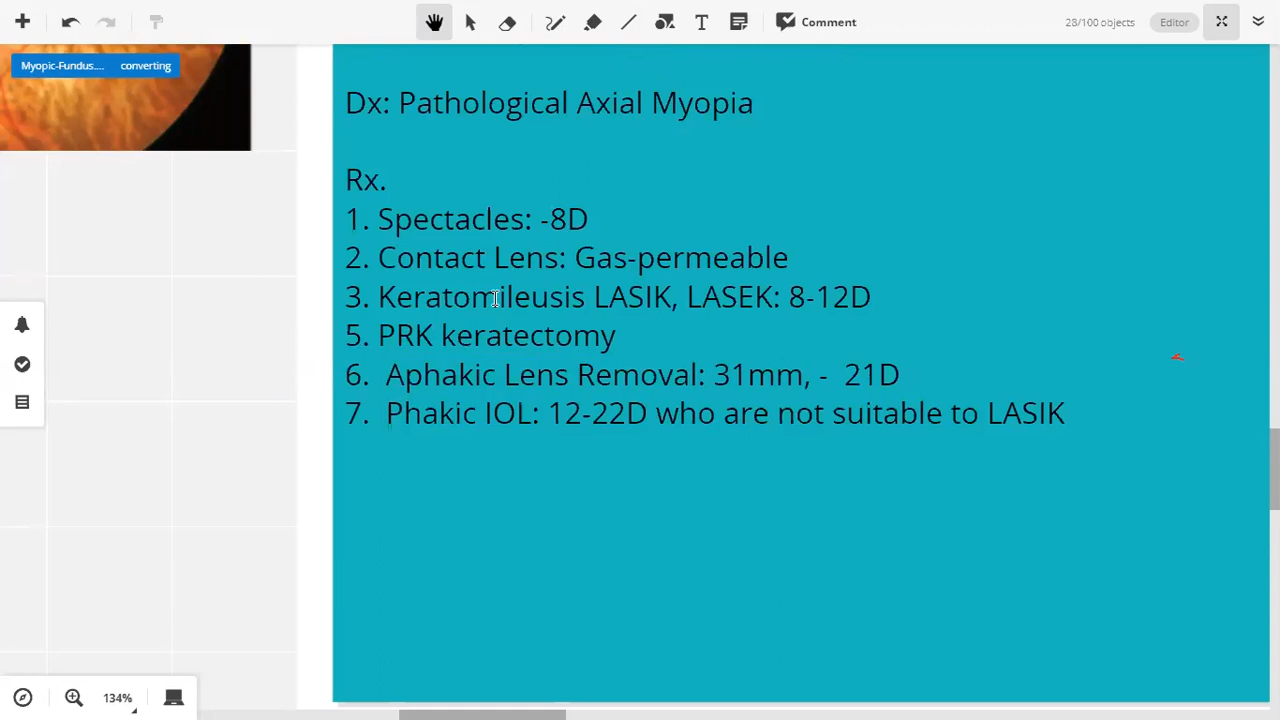 Comment
28/100 objects
Editor
Myopic-Fundus.... converting
Dx: Pathological Axial Myopia
Rx.
1. Spectacles: -8D
2. Contact Lens: Gas-permeable
3. Keratomileusis LASIK, LASEK: 8-12D
5. PRK keratectomy
6.  Aphakic Lens Removal: 31mm, -  21D
7.  Phakic IOL: 12-22D who are not suitable to LASIK
134%